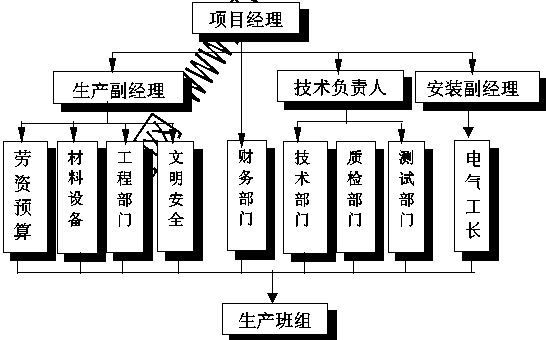 项目经理
生产副经理
技术负责人
安装副经理
劳资预算
材料设备
工程部门
文明安全
财务部门
技术部门
质检部门
测试部门
电气工长
生产班组